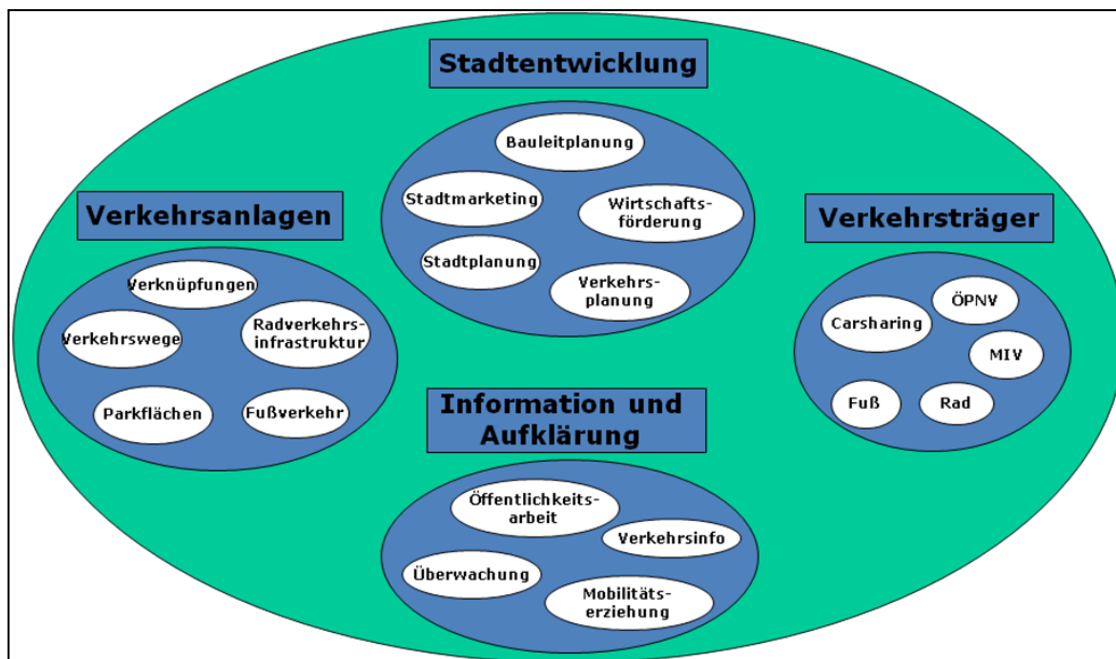 Stadtentwicklung
Bauleitplanung
Stadtmarketing
Wirtschafts-
förderung
Stadtplanung
Verkehrs-
planung
Verkehrsanlagen
Verknüpfungen
Verkehrswege
Radverkehrs-
infrastruktur
Parkflächen
Fußverkehr
Verkehrsträger
ÖPNV
Carsharing
MIV
Fuß
Rad
Information und
Aufklärung
Öffentlichkeits-
arbeit
Verkehrsinfo
Überwachung
Mobilitäts-
erziehung